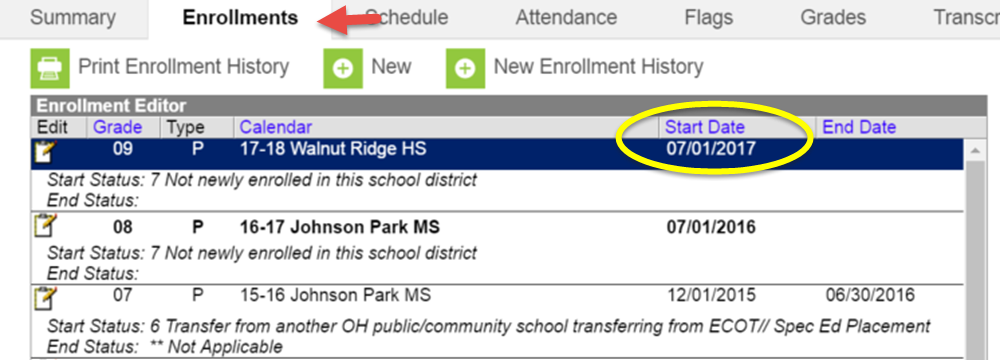 Summary Enrollments Schedule Attendance Flags Grades Transcr
Print Enrollment History New New Enrollment History
Enrollment Editor
Edit Grade Type Calendar Start Date End Date
09 P 17-18 Walnut Ridge HS 07/01/2017
Start Status: 7 Not newly enrolled in this school district
End Status:
08 P 16-17 Johnson Park MS 07/01/2016
Start Status: 7 Not newly enrolled in this school district
End Status:
07 P 15-16 Johnson Park MS 12/01/2015 06/30/2016
Start Status: 6 Transfer from another OH public/community school transferring from ECOT// Spec Ed Placement
End Status: ** Not Applicable